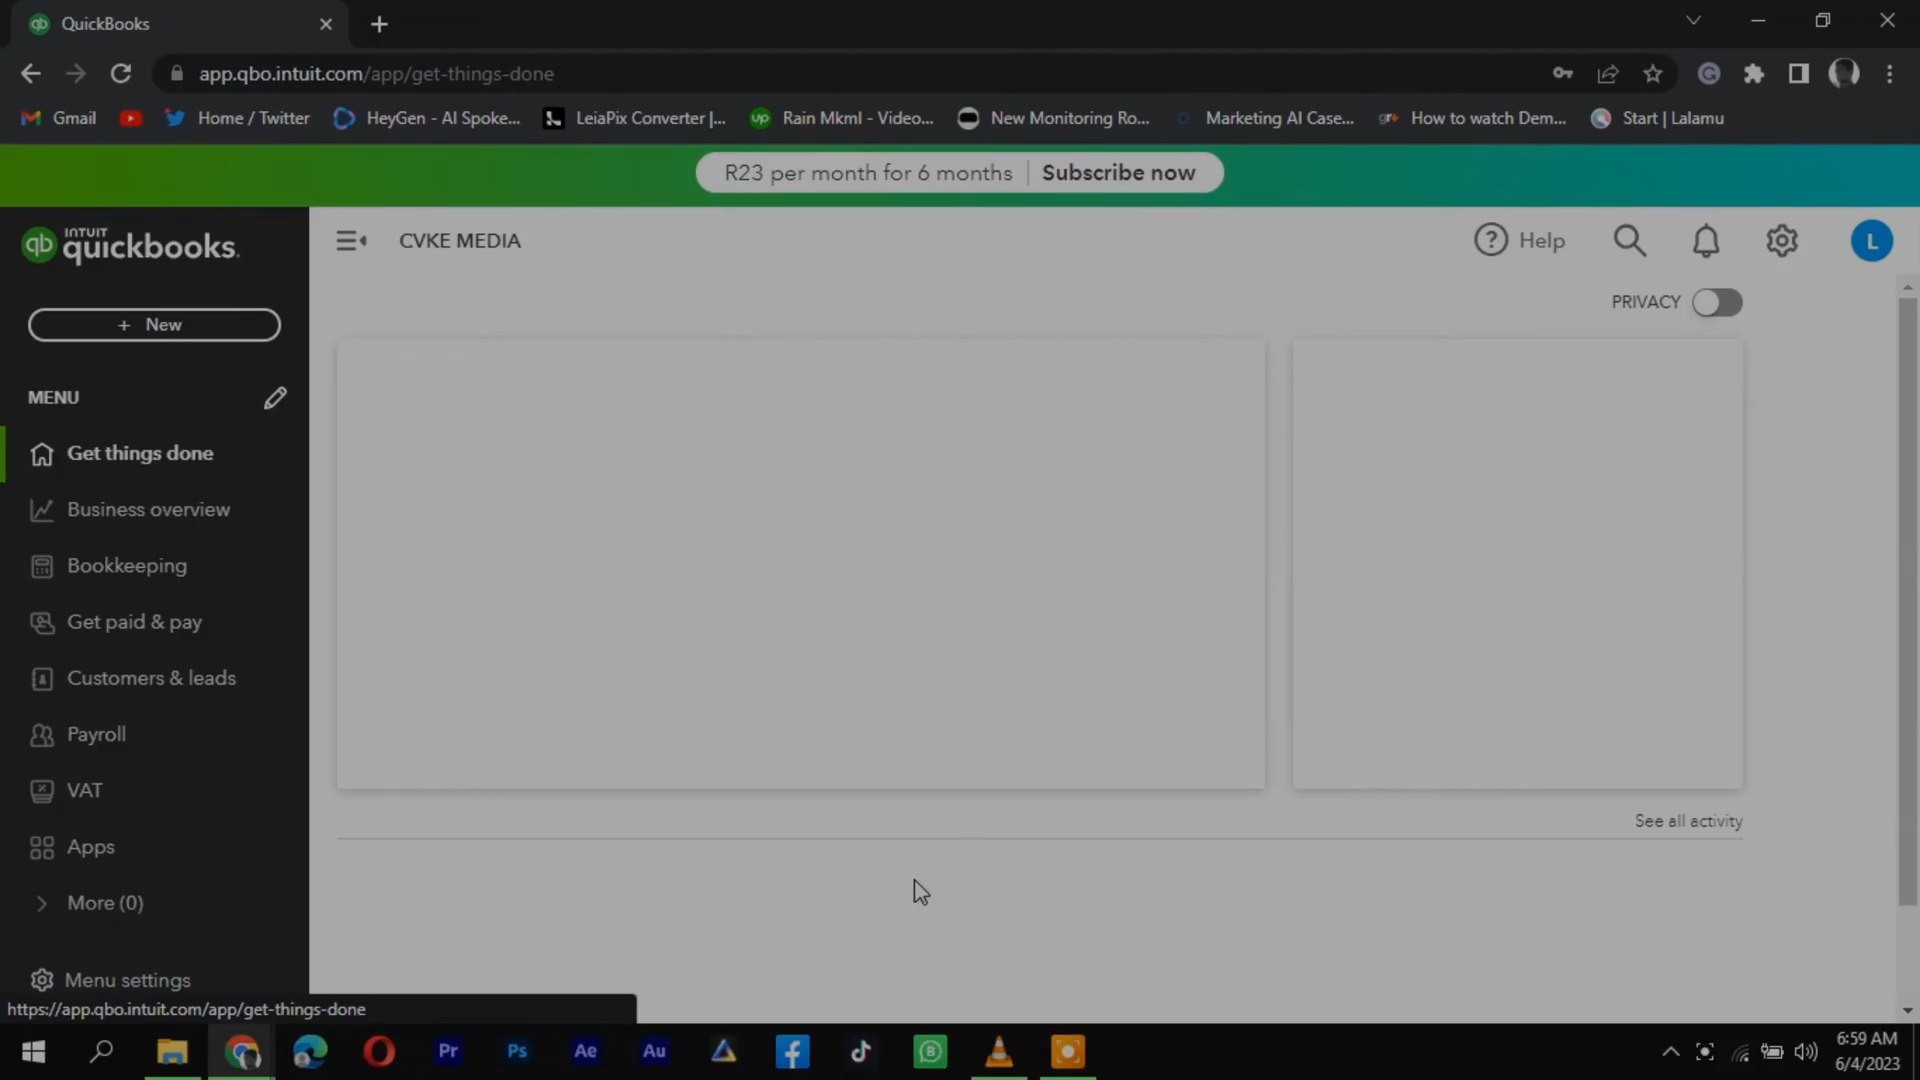 QuickBooks
app.qbo.intuit.com/app/get-things-done
Gmail
Home / Twitter
HeyGen - AI Spoke...
LeiaPix Converter |...
up
Rain Mkml - Video...
New Monitoring Ro...
Marketing AI Case...
gr+
How to watch Dem...
Start | Lalamu
R23 per month for 6 months
Subscribe now
qb
INTUIT
quickbooks.
CVKE MEDIA
? Help
L
PRIVACY
+ New
MENU
Get things done
Business overview
Bookkeeping
Get paid & pay
Customers & leads
Payroll
VAT
Apps
More (0)
See all activity
Menu settings
https://app.qbo.intuit.com/app/get-things-done
Pr
Ps
Ae
Au
B
6:59 AM
6/4/2023